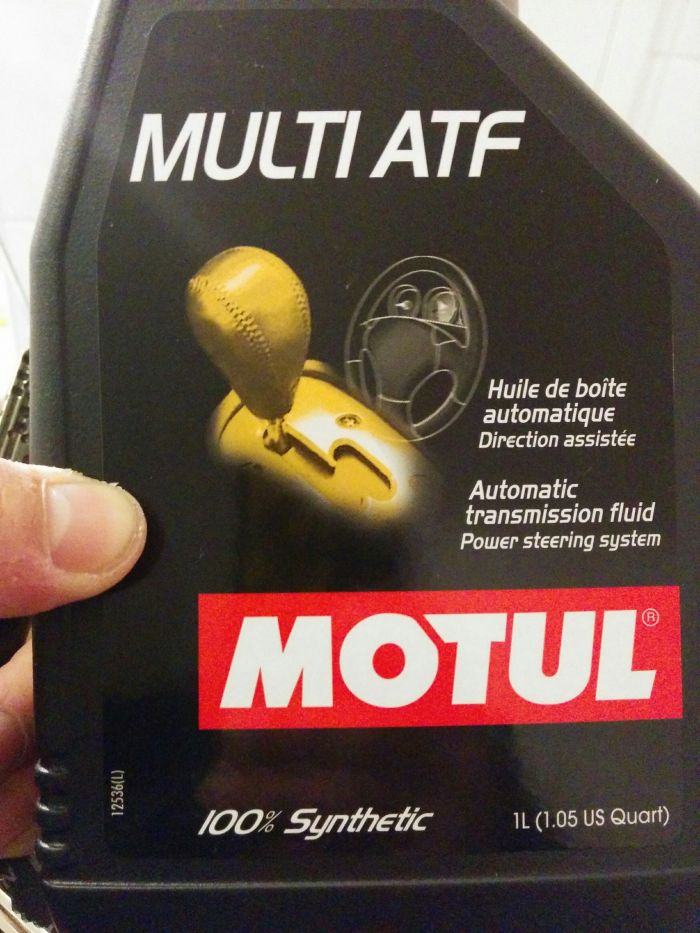 MULTI ATF
Huile de boîte
automatique
Direction assistée
Automatic
transmission fluid
Power steering system
MOTUL®
12536(L)
100% Synthetic
1L (1.05 US Quart)